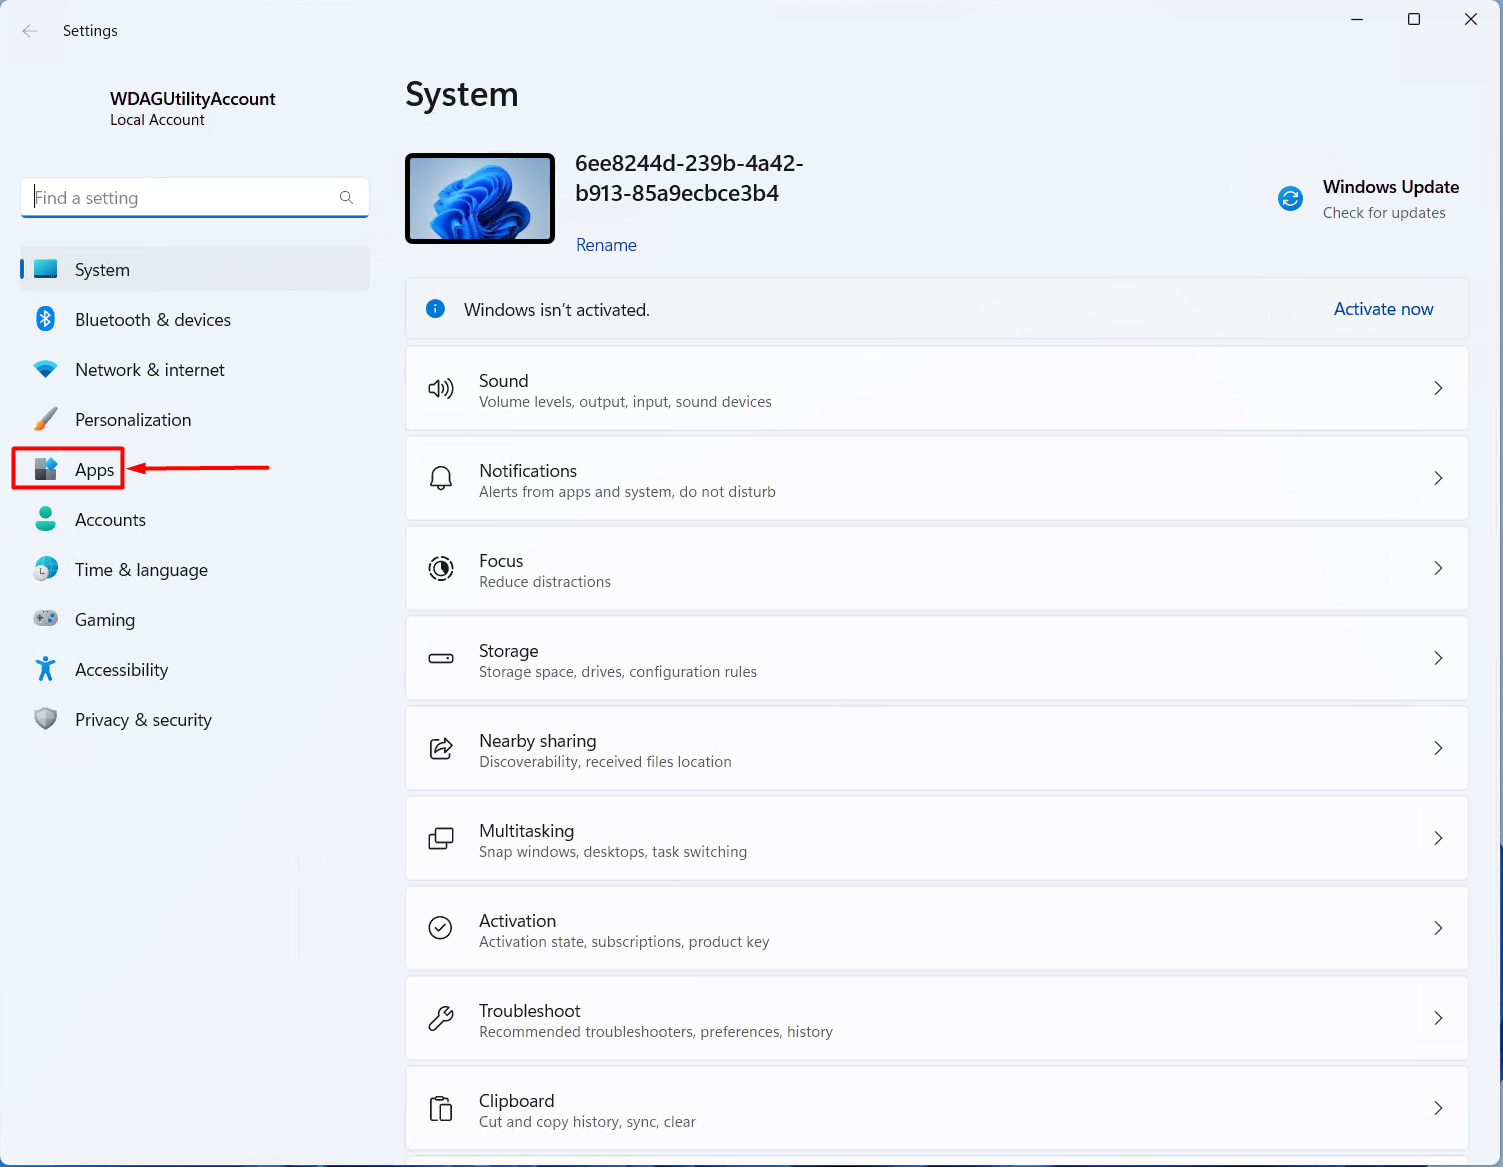 Settings
WDAGUtilityAccount
Local Account
Find a setting
System
Bluetooth & devices
Network & internet
Personalization
Apps
Accounts
Time & language
Gaming
Accessibility
Privacy & security
System
6ee8244d-239b-4a42-
b913-85a9ecbce3b4
Rename
Windows Update
Check for updates
Windows isn't activated.
Activate now
Sound
Volume levels, output, input, sound devices
Notifications
Alerts from apps and system, do not disturb
Focus
Reduce distractions
Storage
Storage space, drives, configuration rules
Nearby sharing
Discoverability, received files location
Multitasking
Snap windows, desktops, task switching
Activation
Activation state, subscriptions, product key
Troubleshoot
Recommended troubleshooters, preferences, history
Clipboard
Cut and copy history, sync, clear